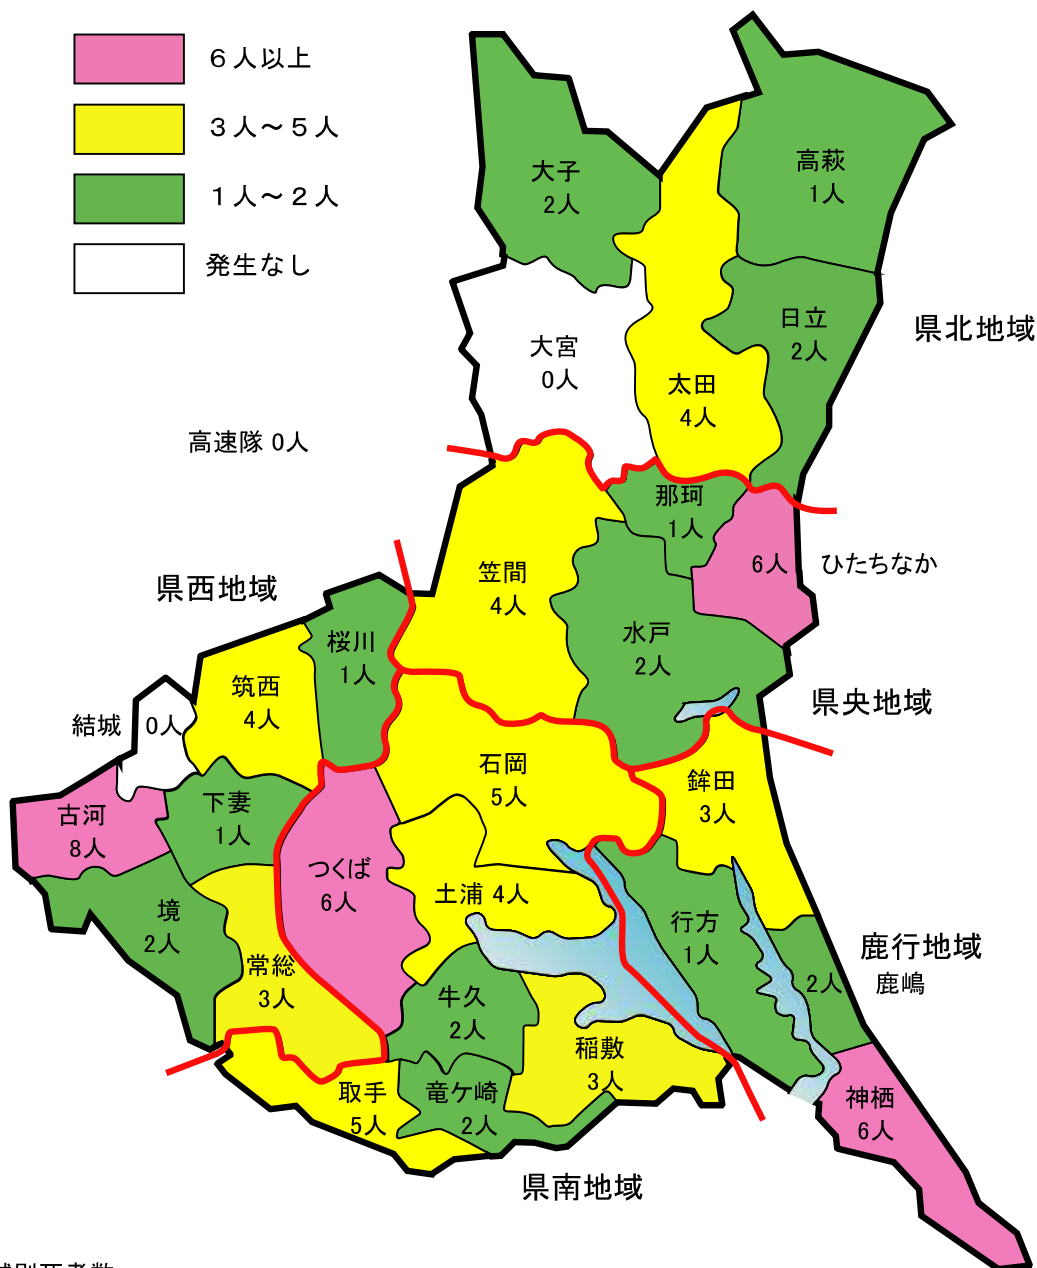 ６人以上
３人～５人
１人～２人
発生なし
大子
2人
高萩
1人
日立
2人
県北地域
大宮
0人
太田
4人
高速隊 0人
那珂
1人
6人 ひたちなか
笠間
4人
県西地域
水戸
2人
桜川
1人
筑西
4人
県央地域
結城 0人
石岡
5人
鉾田
3人
古河
8人
下妻
1人
つくば
6人
土浦 4人
境
2人
行方
1人
鹿行地域
2人 鹿嶋
常総
3人
牛久
2人
稲敷
3人
取手
5人
竜ケ崎
2人
神栖
6人
県南地域